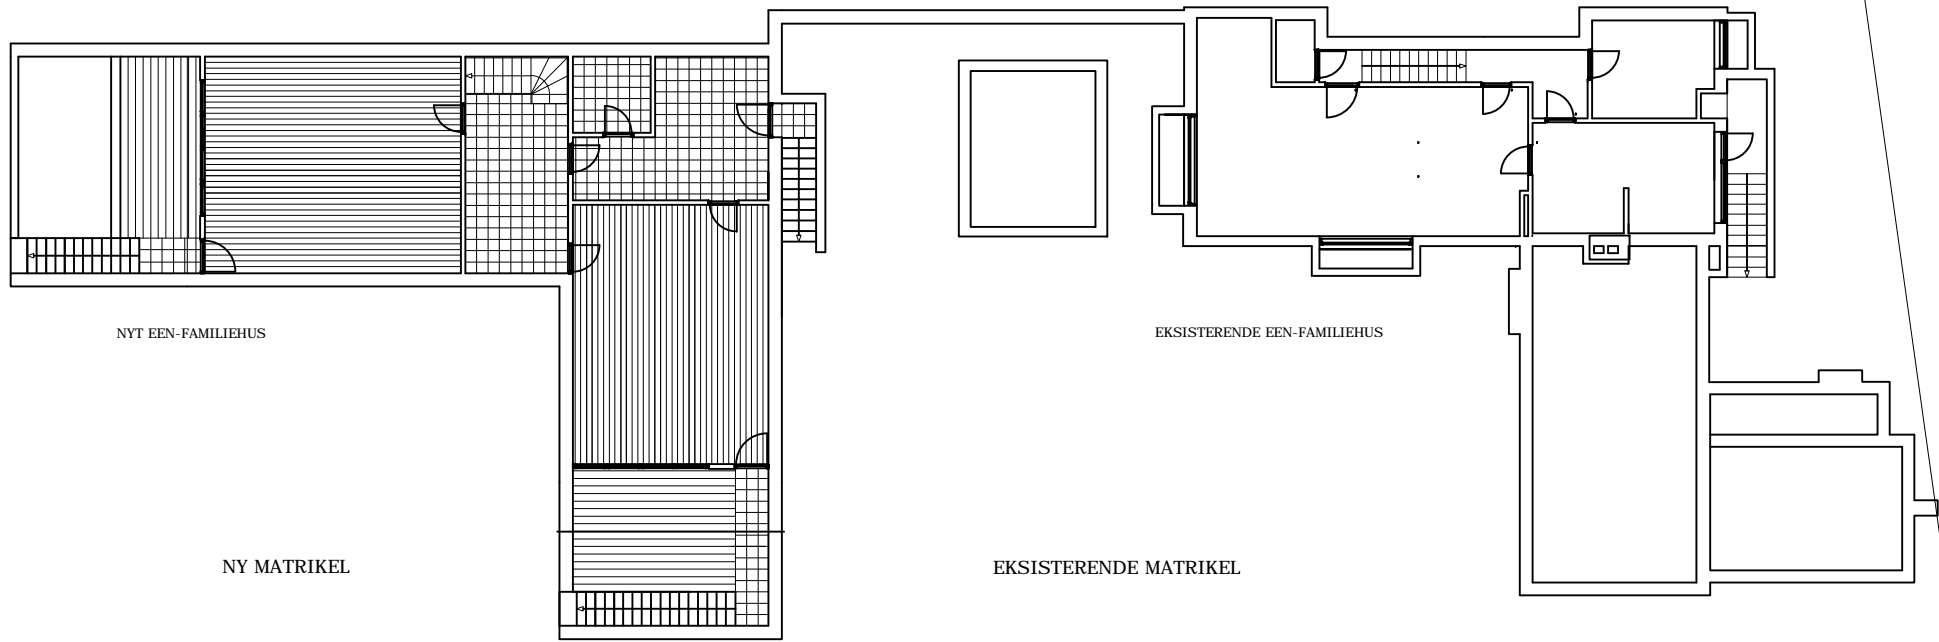 NYT EEN-FAMILIEHUS
EKSISTERENDE EEN-FAMILIEHUS
NY MATRIKEL
EKSISTERENDE MATRIKEL